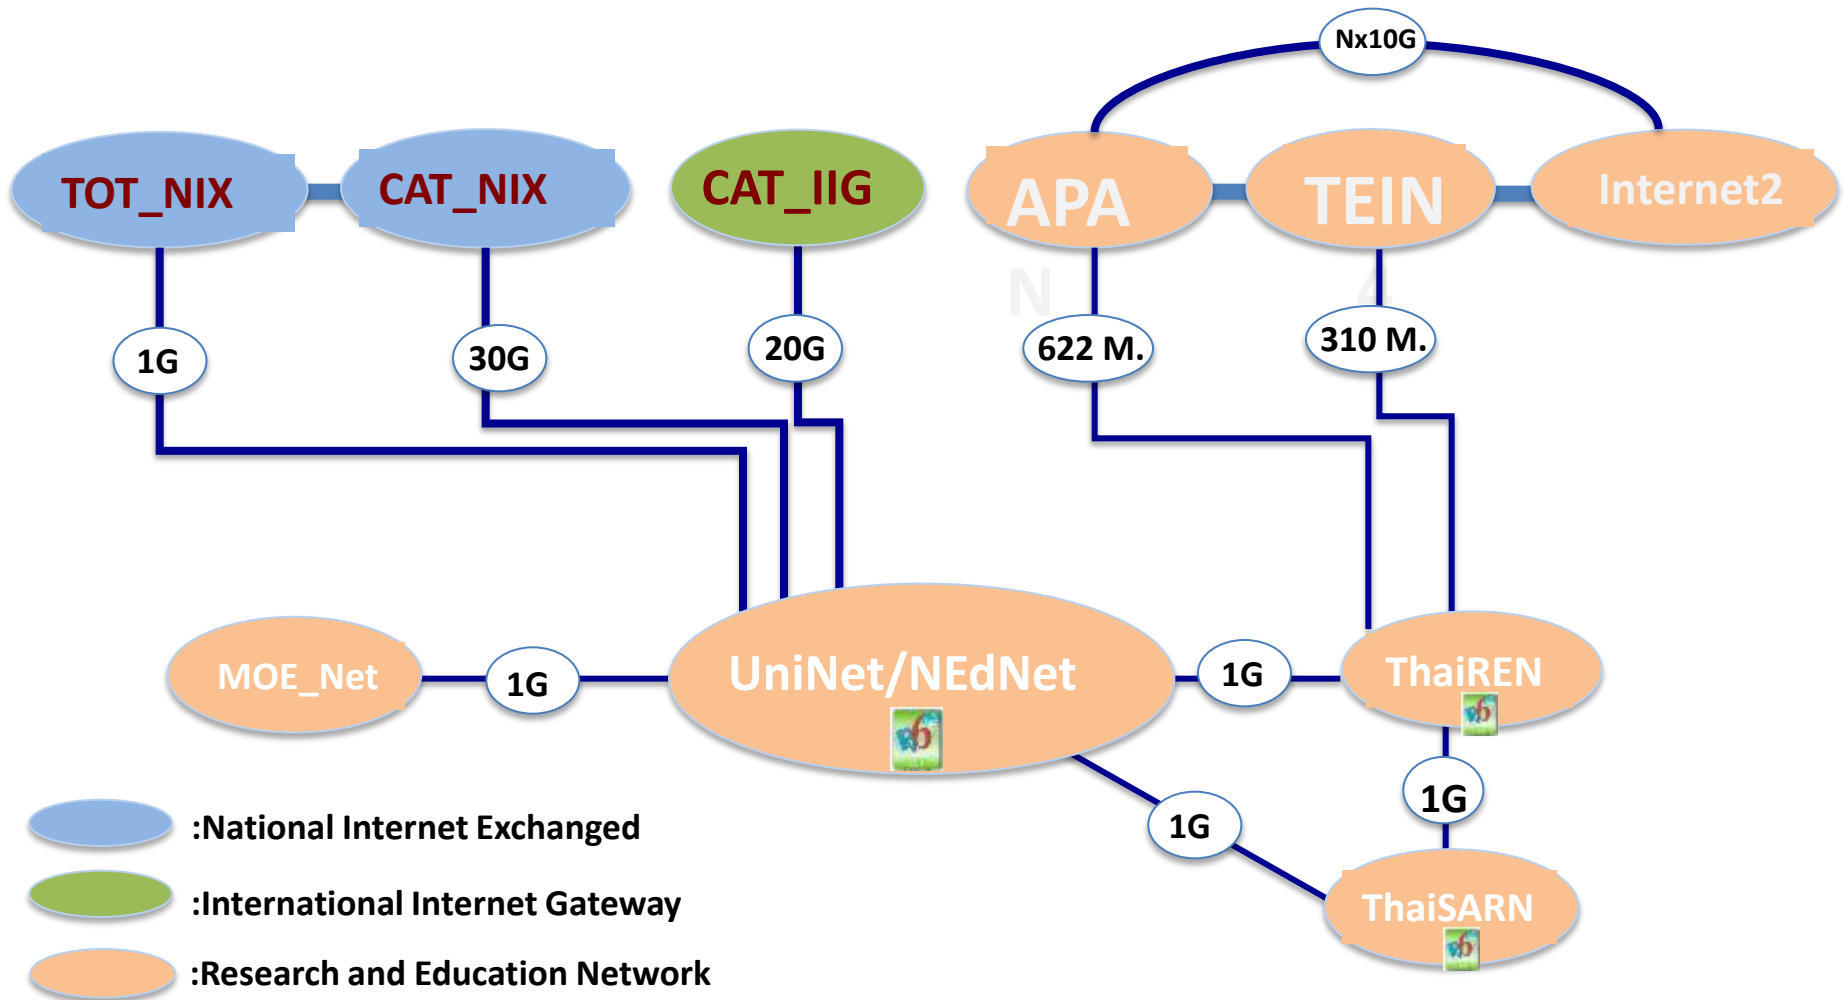 Nx10G
TOT_NIX
CAT_NIX
CAT_IIG
APA
N
TEIN
4
Internet2
1G
30G
20G
622 M.
310 M.
MOE_Net
1G
UniNet/NEdNet
1G
ThaiREN
1G
1G
ThaiSARN
:National Internet Exchanged
:International Internet Gateway
:Research and Education Network